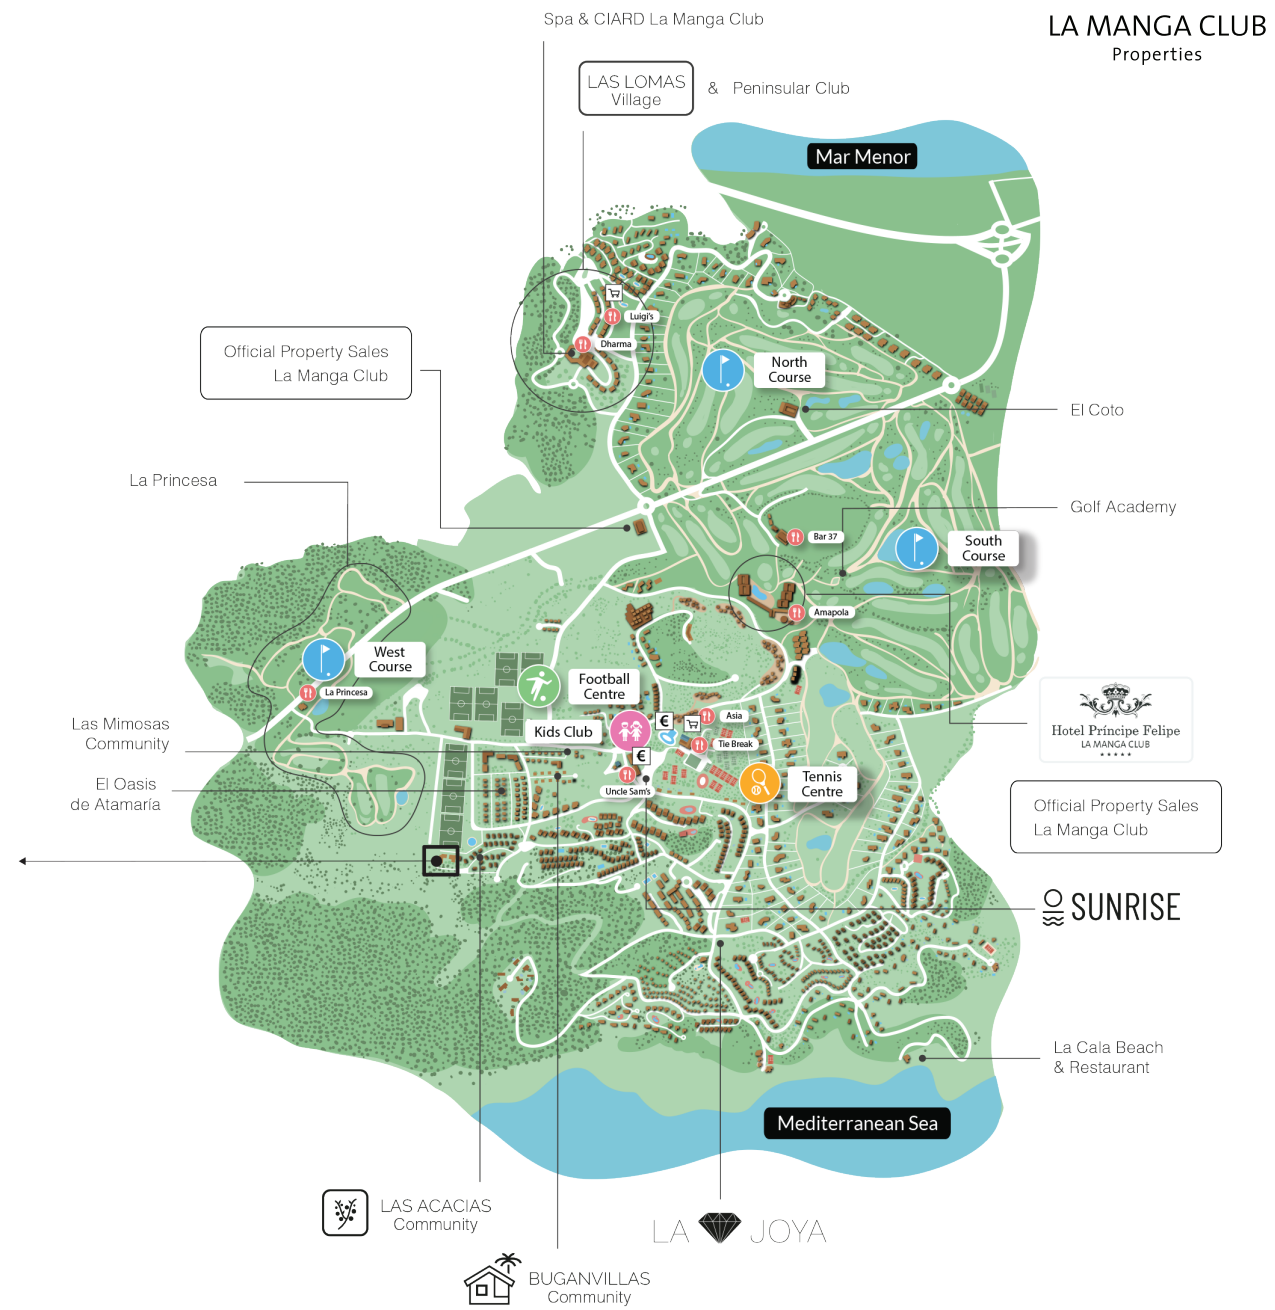 Spa & CIARD La Manga Club
LA MANGA CLUB
Properties
LAS LOMAS
Village
& Peninsular Club
Mar Menor
Luigi's
Dharma
Official Property Sales
La Manga Club
North
Course
El Coto
La Princesa
Golf Academy
Bar 37
South
Course
Amapola
West
Course
La Princesa
Football
Centre
Kids Club
€
Asia
Tie Break
€
Uncle Sam's
Tennis
Centre
Hotel Príncipe Felipe
LA MANGA CLUB
Las Mimosas
Community
El Oasis
de Atamaría
Official Property Sales
La Manga Club
SUNRISE
La Cala Beach
& Restaurant
Mediterranean Sea
LAS ACACIAS
Community
LA JOYA
BUGANVILLAS
Community